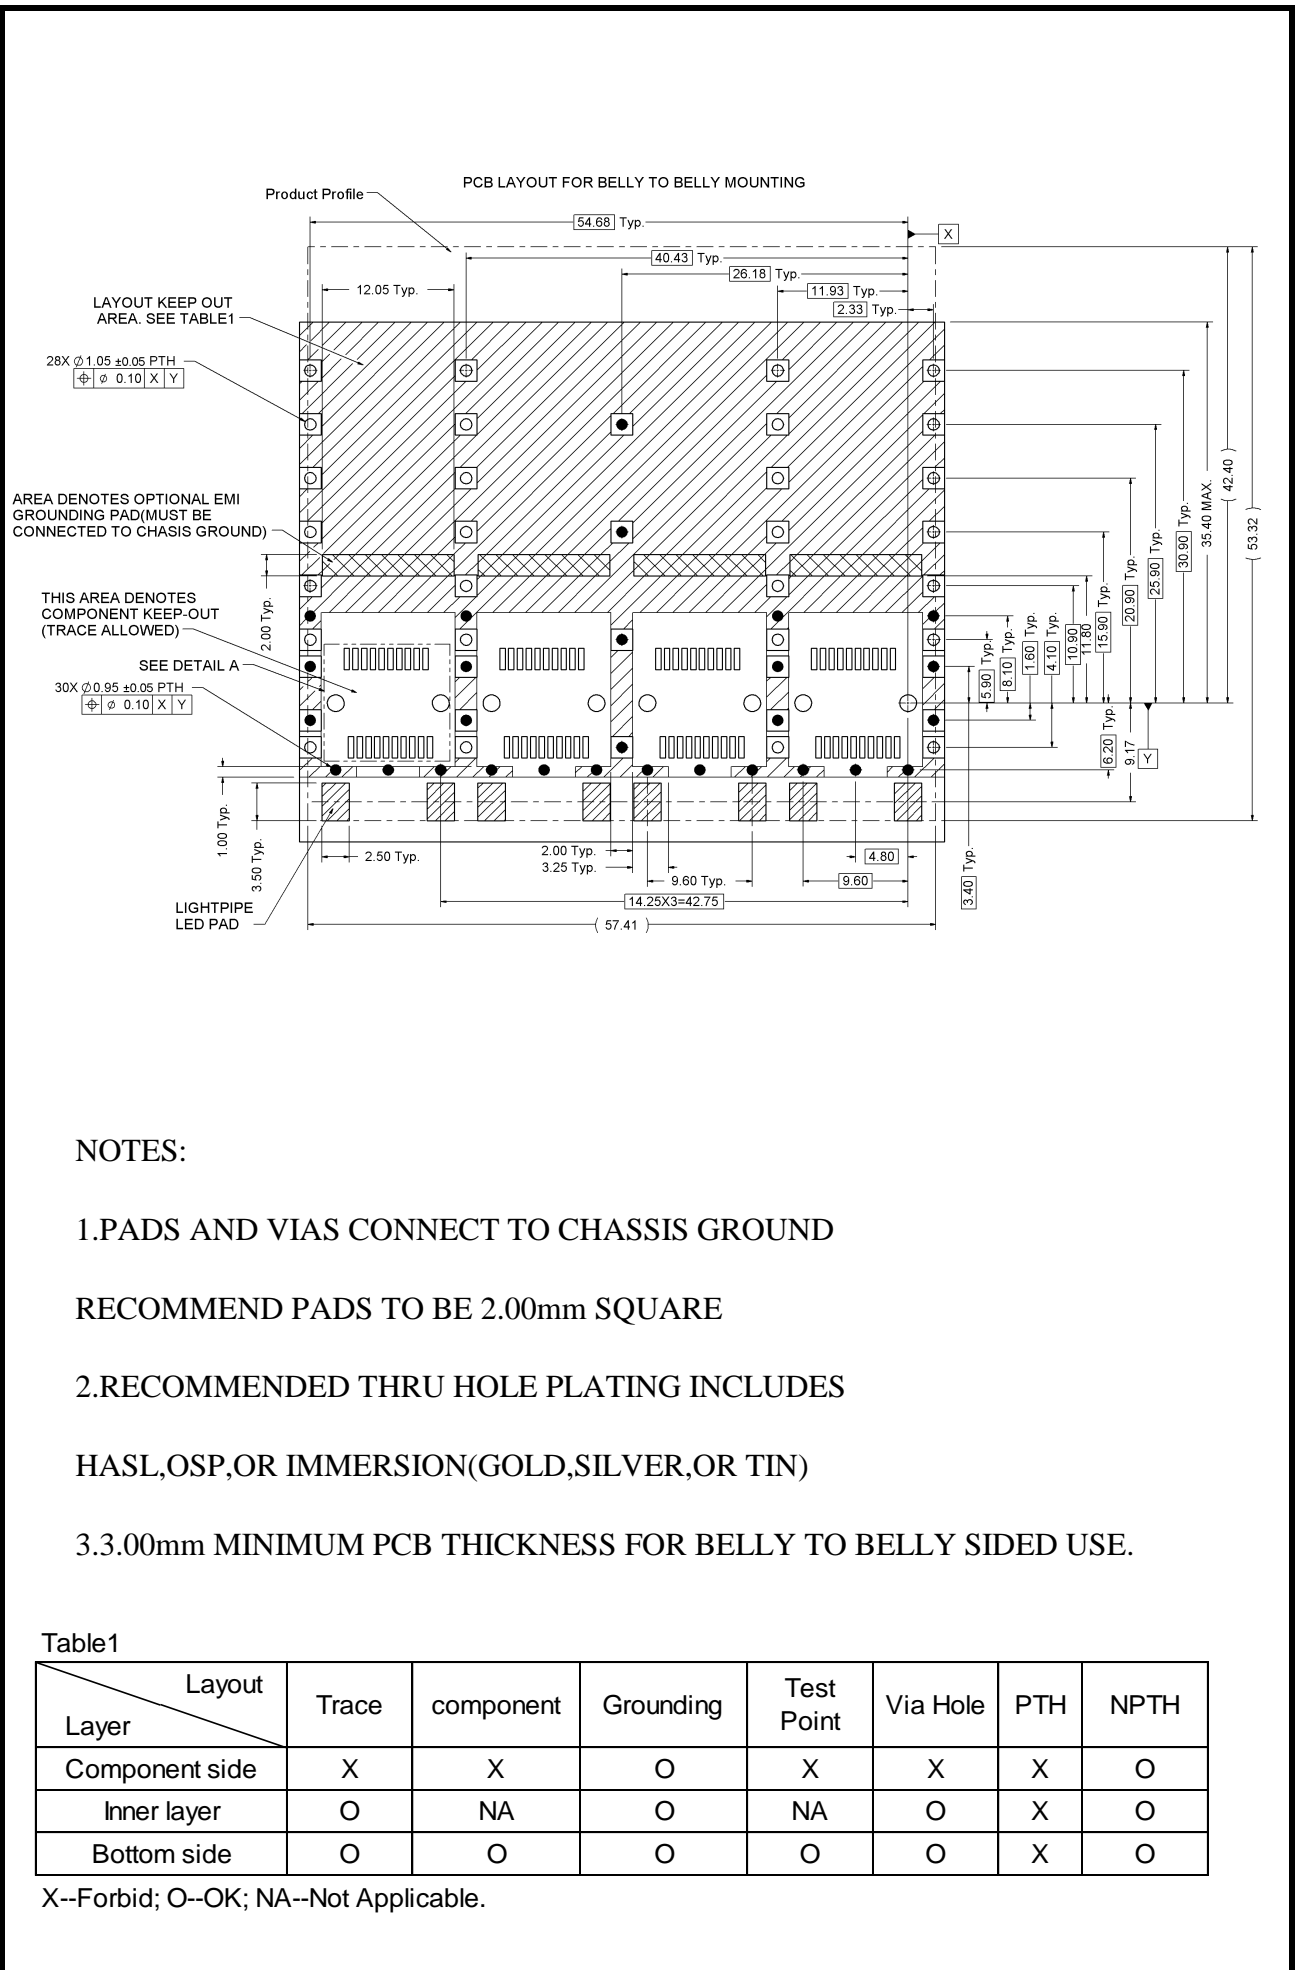 PCB LAYOUT FOR BELLY TO BELLY MOUNTING
Product Profile
54.68 Typ.
X
40.43 Typ.
26.18 Typ.
12.05 Typ.
11.93 Typ.
2.33 Typ.
LAYOUT KEEP OUT
AREA. SEE TABLE1
28X ∅1.05 ±0.05 PTH
⌖ ∅ 0.10 X Y
AREA DENOTES OPTIONAL EMI
GROUNDING PAD(MUST BE
CONNECTED TO CHASIS GROUND)
THIS AREA DENOTES
COMPONENT KEEP-OUT
(TRACE ALLOWED)
2.00 Typ.
SEE DETAIL A
30X ∅0.95 ±0.05 PTH
⌖ ∅ 0.10 X Y
5.90 Typ.
8.10 Typ.
1.60 Typ.
4.10 Typ.
10.90
11.80
15.90 Typ.
20.90 Typ.
25.90 Typ.
30.90 Typ.
35.40 MAX.
( 42.40 )
( 53.32 )
6.20 Typ.
9.17
Y
3.40 Typ.
1.00 Typ.
3.50 Typ.
2.50 Typ.
2.00 Typ.
3.25 Typ.
4.80
9.60 Typ.
9.60
14.25X3=42.75
( 57.41 )
LIGHTPIPE
LED PAD
NOTES:
1.PADS AND VIAS CONNECT TO CHASSIS GROUND
RECOMMEND PADS TO BE 2.00mm SQUARE
2.RECOMMENDED THRU HOLE PLATING INCLUDES
HASL,OSP,OR IMMERSION(GOLD,SILVER,OR TIN)
3.3.00mm MINIMUM PCB THICKNESS FOR BELLY TO BELLY SIDED USE.
Table1
Layout
Layer Trace component Grounding Test Point Via Hole PTH NPTH
Component side X X O X X X O
Inner layer O NA O NA O X O
Bottom side O O O O O X O
X--Forbid; O--OK; NA--Not Applicable.